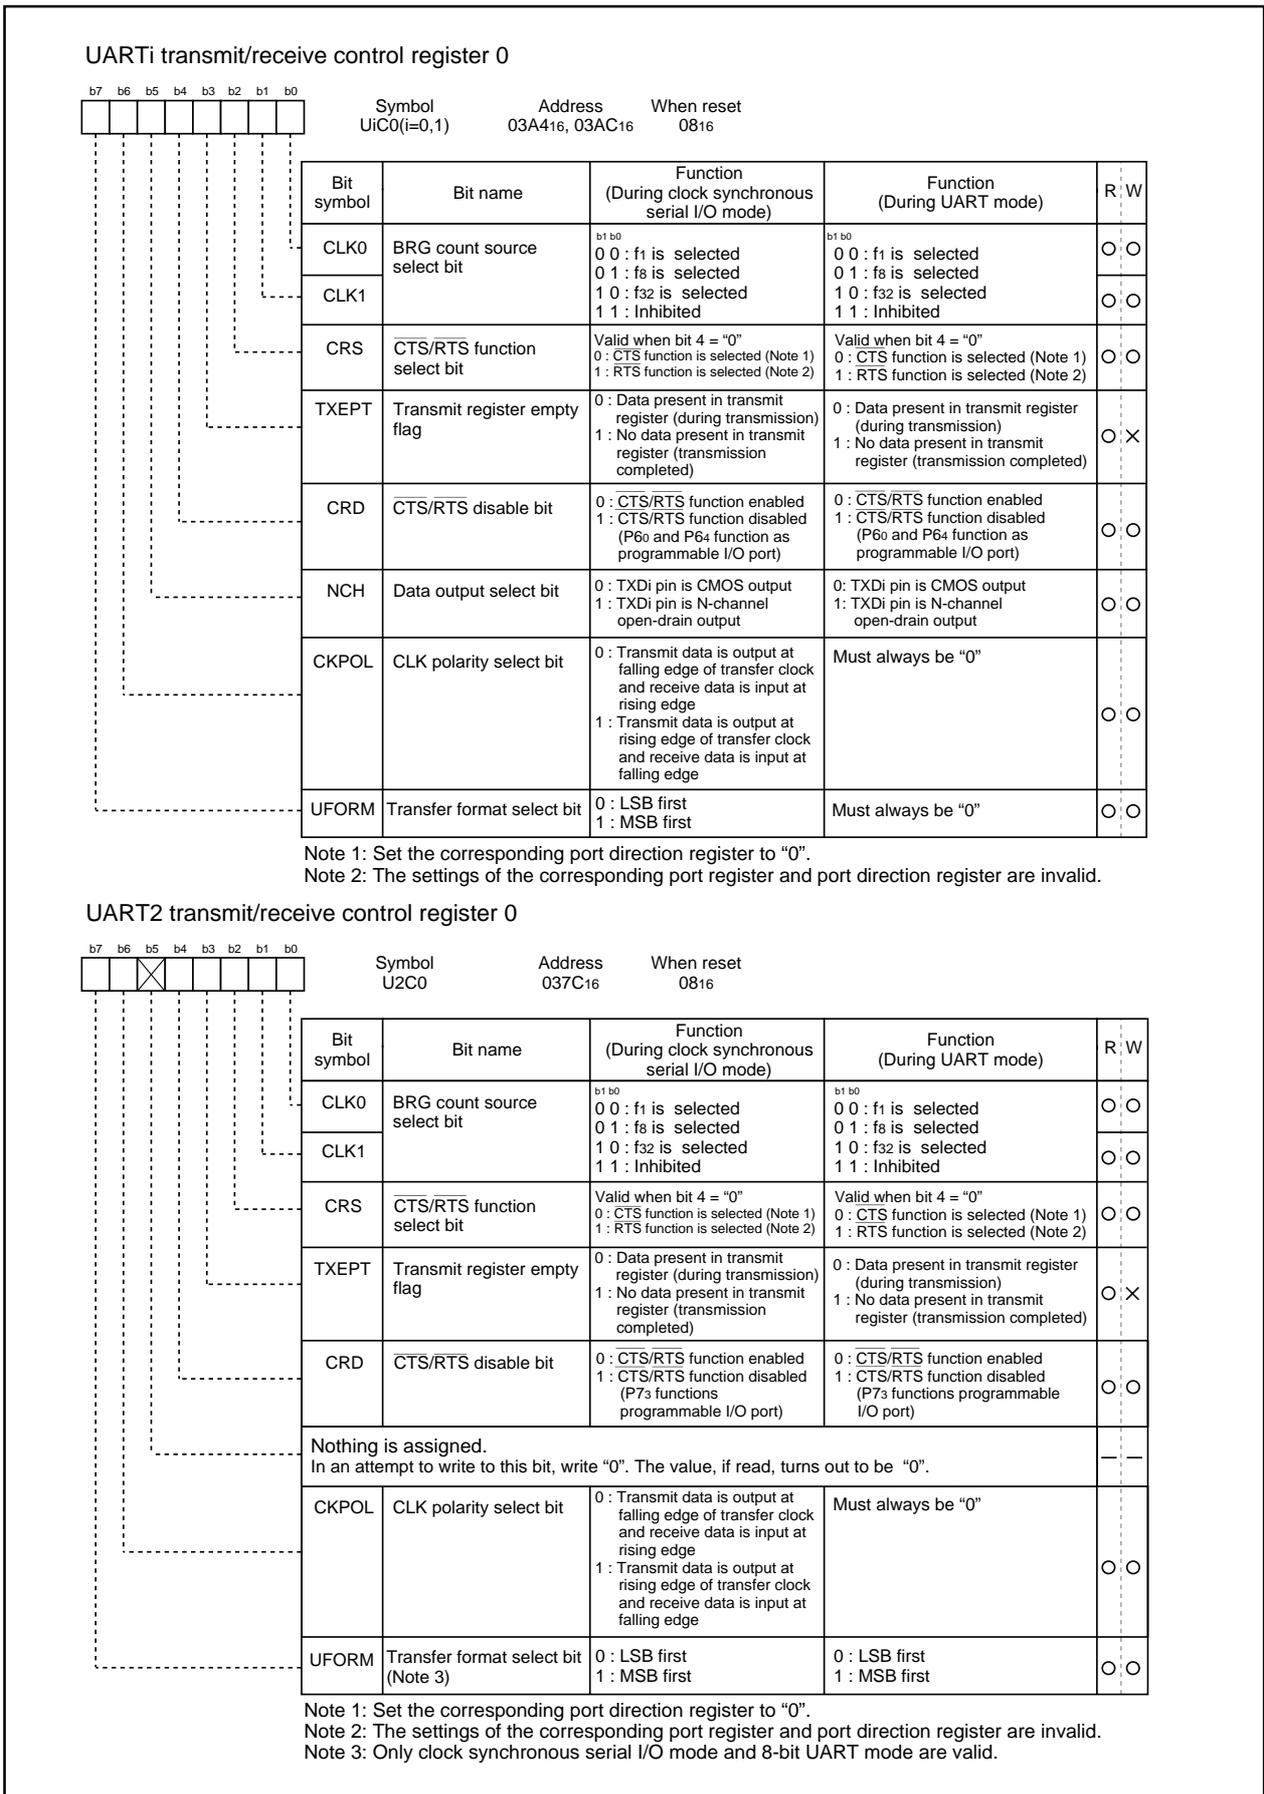 UARTi transmit/receive control register 0
b7 b6 b5 b4 b3 b2 b1 b0
Symbol Address When reset
UiC0(i=0,1) 03A416, 03AC16 0816
Bit symbol Bit name Function (During clock synchronous serial I/O mode) Function (During UART mode) R W
CLK0 BRG count source select bit
CLK1
b1 b0
0 0 : f1 is selected
0 1 : f8 is selected
1 0 : f32 is selected
1 1 : Inhibited
b1 b0
0 0 : f1 is selected
0 1 : f8 is selected
1 0 : f32 is selected
1 1 : Inhibited
CRS CTS/RTS function select bit
Valid when bit 4 = “0”
0 : CTS function is selected (Note 1)
1 : RTS function is selected (Note 2)
Valid when bit 4 = “0”
0 : CTS function is selected (Note 1)
1 : RTS function is selected (Note 2)
TXEPT Transmit register empty flag
0 : Data present in transmit
register (during transmission)
1 : No data present in transmit
register (transmission
completed)
0 : Data present in transmit register
(during transmission)
1 : No data present in transmit
register (transmission completed)
CRD CTS/RTS disable bit
0 : CTS/RTS function enabled
1 : CTS/RTS function disabled
(P60 and P64 function as
programmable I/O port)
0 : CTS/RTS function enabled
1 : CTS/RTS function disabled
(P60 and P64 function as
programmable I/O port)
NCH Data output select bit
0 : TXDi pin is CMOS output
1 : TXDi pin is N-channel
open-drain output
0: TXDi pin is CMOS output
1: TXDi pin is N-channel
open-drain output
CKPOL CLK polarity select bit
0 : Transmit data is output at
falling edge of transfer clock
and receive data is input at
rising edge
1 : Transmit data is output at
rising edge of transfer clock
and receive data is input at
falling edge
Must always be “0”
UFORM Transfer format select bit
0 : LSB first
1 : MSB first
Must always be “0”
Note 1: Set the corresponding port direction register to “0”.
Note 2: The settings of the corresponding port register and port direction register are invalid.
UART2 transmit/receive control register 0
b7 b6 b5 b4 b3 b2 b1 b0
Symbol Address When reset
U2C0 037C16 0816
Bit symbol Bit name Function (During clock synchronous serial I/O mode) Function (During UART mode) R W
CLK0 BRG count source select bit
CLK1
b1 b0
0 0 : f1 is selected
0 1 : f8 is selected
1 0 : f32 is selected
1 1 : Inhibited
b1 b0
0 0 : f1 is selected
0 1 : f8 is selected
1 0 : f32 is selected
1 1 : Inhibited
CRS CTS/RTS function select bit
Valid when bit 4 = “0”
0 : CTS function is selected (Note 1)
1 : RTS function is selected (Note 2)
Valid when bit 4 = “0”
0 : CTS function is selected (Note 1)
1 : RTS function is selected (Note 2)
TXEPT Transmit register empty flag
0 : Data present in transmit
register (during transmission)
1 : No data present in transmit
register (transmission
completed)
0 : Data present in transmit register
(during transmission)
1 : No data present in transmit
register (transmission completed)
CRD CTS/RTS disable bit
0 : CTS/RTS function enabled
1 : CTS/RTS function disabled
(P73 functions
programmable I/O port)
0 : CTS/RTS function enabled
1 : CTS/RTS function disabled
(P73 functions programmable
I/O port)
Nothing is assigned.
In an attempt to write to this bit, write “0”. The value, if read, turns out to be “0”.
CKPOL CLK polarity select bit
0 : Transmit data is output at
falling edge of transfer clock
and receive data is input at
rising edge
1 : Transmit data is output at
rising edge of transfer clock
and receive data is input at
falling edge
Must always be “0”
UFORM Transfer format select bit (Note 3)
0 : LSB first
1 : MSB first
0 : LSB first
1 : MSB first
Note 1: Set the corresponding port direction register to “0”.
Note 2: The settings of the corresponding port register and port direction register are invalid.
Note 3: Only clock synchronous serial I/O mode and 8-bit UART mode are valid.